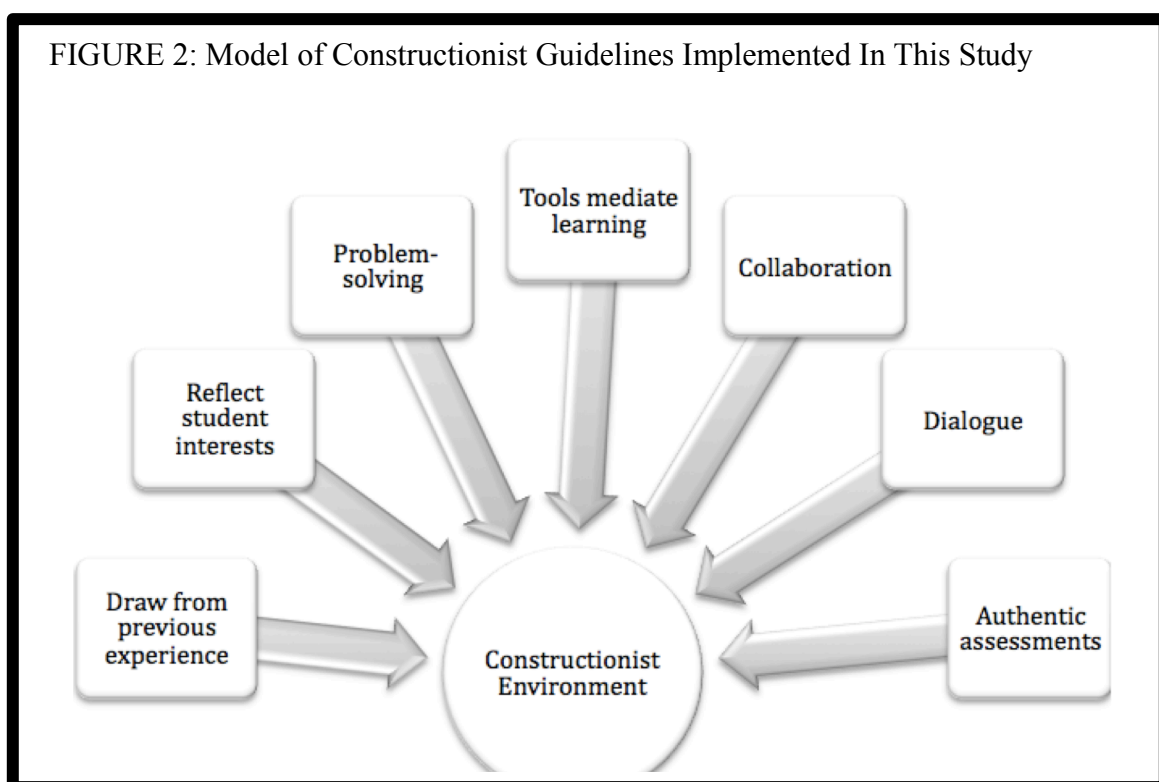 FIGURE 2: Model of Constructionist Guidelines Implemented In This Study
Tools mediate
learning
Problem-
solving
Collaboration
Reflect
student
interests
Dialogue
Draw from
previous
experience
Authentic
assessments
Constructionist
Environment